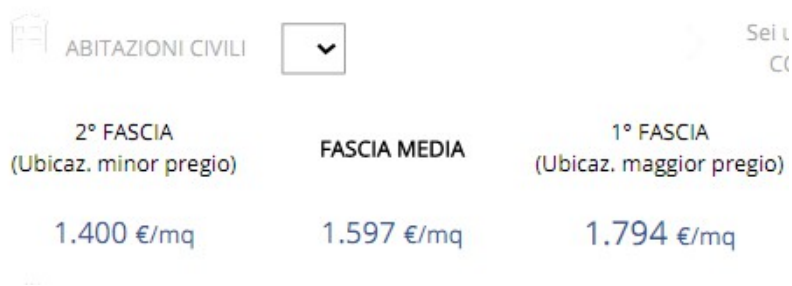 ABITAZIONI CIVILI
Sei
2° FASCIA
(Ubicaz. minor pregio)
FASCIA MEDIA
1° FASCIA
(Ubicaz. maggior pregio)
1.400 €/mq
1.597 €/mq
1.794 €/mq